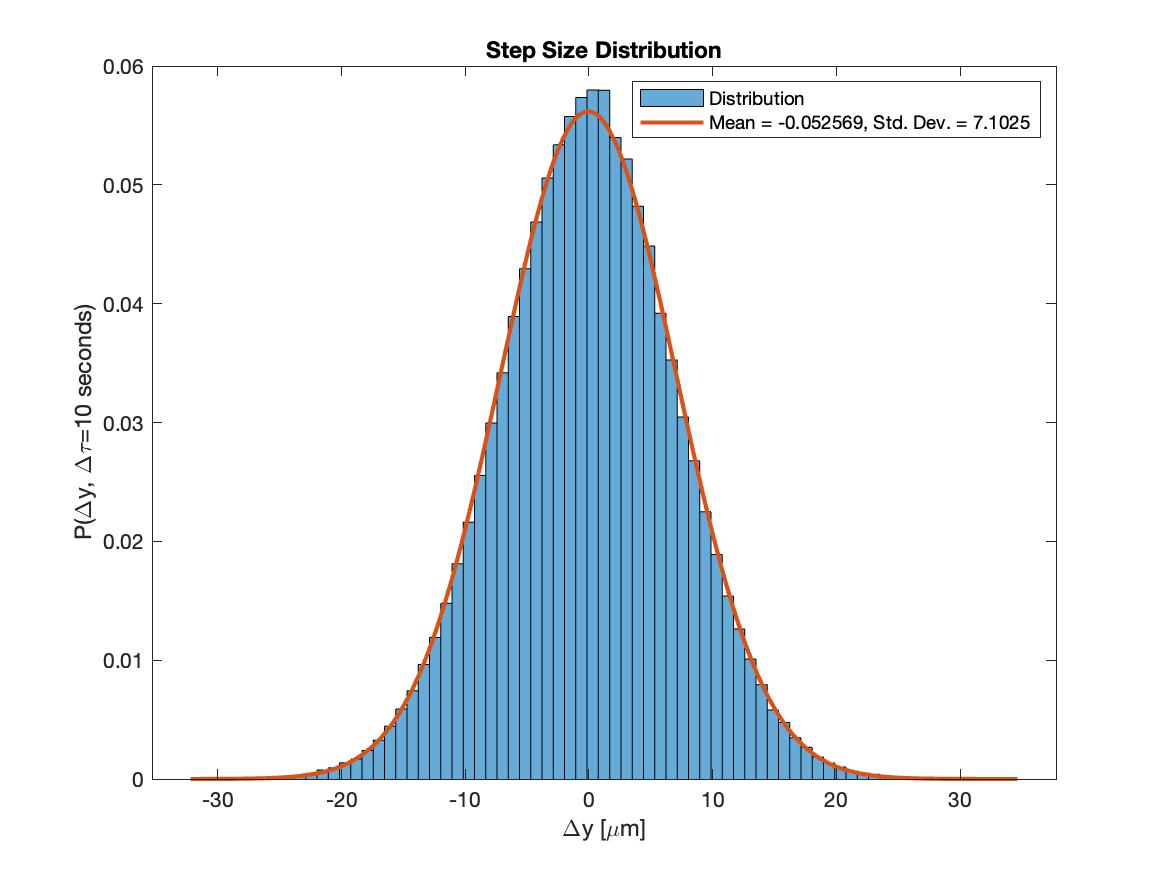 Step Size Distribution
Distribution
Mean = -0.052569, Std. Dev. = 7.1025
0.06
0.05
0.04
0.03
0.02
0.01
0
P(Δy, Δτ=10 seconds)
-30 -20 -10 0 10 20 30
Δy [μm]